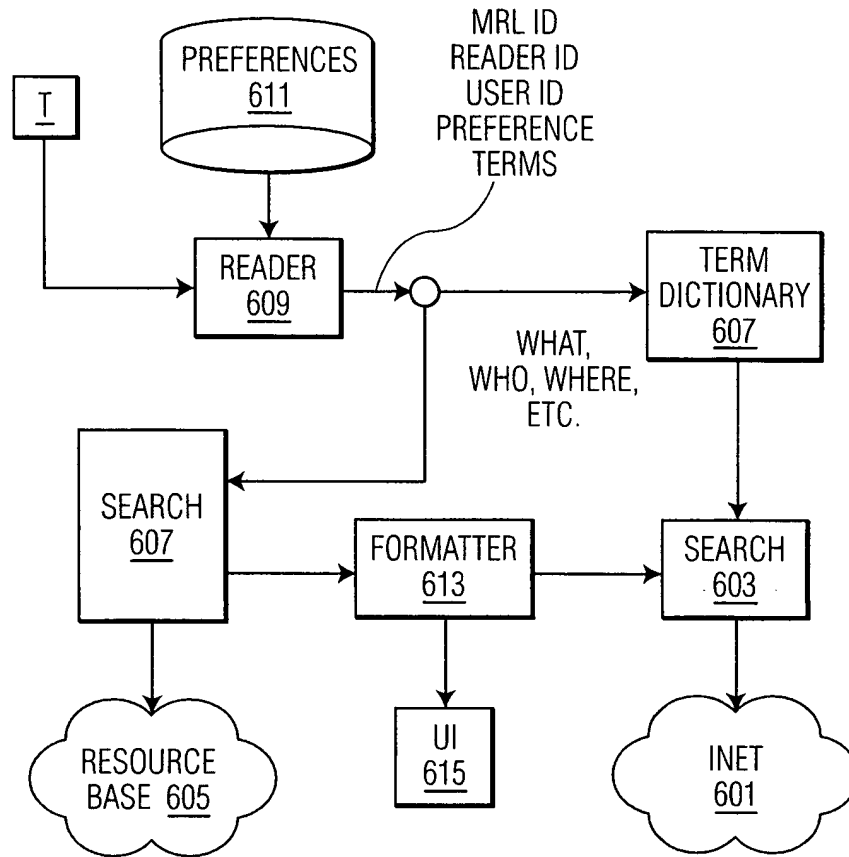 MRL ID
READER ID
USER ID
PREFERENCE
TERMS
PREFERENCES
611
T
READER
609
TERM
DICTIONARY
607
WHAT,
WHO, WHERE,
ETC.
SEARCH
607
FORMATTER
613
SEARCH
603
RESOURCE
BASE 605
UI
615
INET
601